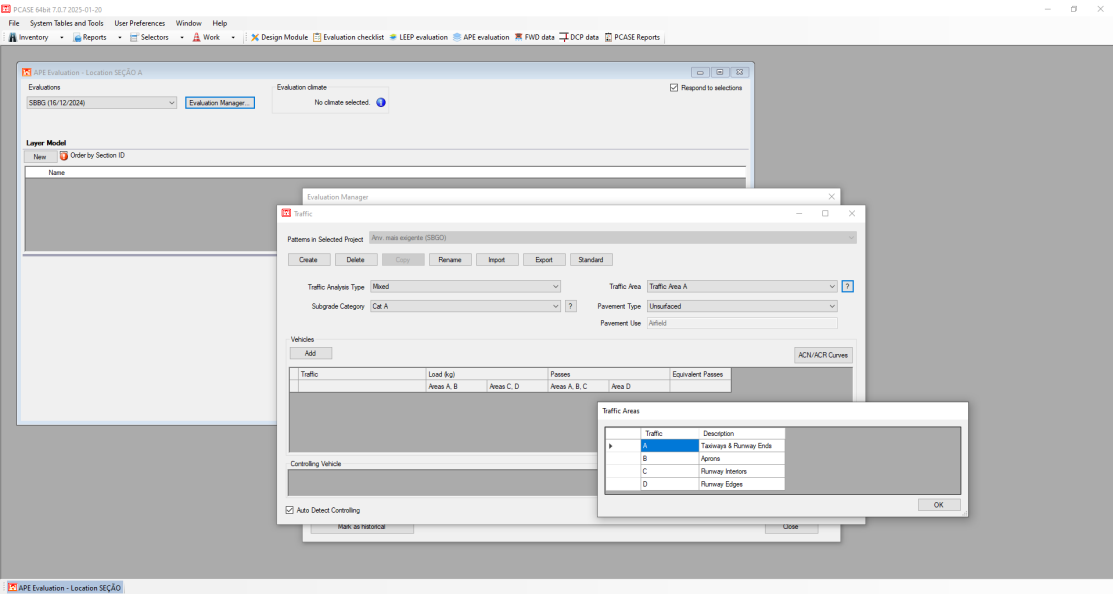 PCASE 64bit 7.0.7 2025-01-20
File System Tables and Tools User Preferences Window Help
Inventory Reports Selectors Work Design Module Evaluation checklist LEEP evaluation APE evaluation FWD data DCP data PCASE Reports
APE Evaluation - Location SEÇÃO A
Evaluations
Evaluation climate
Respond to selections
SBBG (16/12/2024) Evaluation Manager... No climate selected.
Layer Model
New Order by Section ID
Name
Evaluation Manager
Traffic
Patterns in Selected Project Anv. mais exigente (SBGO)
Create Delete Copy Rename Import Export Standard
Traffic Analysis Type Mixed Traffic Area Traffic Area A ?
Subgrade Category Cat A ? Pavement Type Unsurfaced
Pavement Use Airfield
Vehicles
Add ACN/ACR Curves
Traffic Load (kg) Passes Equivalent Passes
Areas A, B Areas C, D Areas A, B, C Area D
Controlling Vehicle
Auto Detect Controlling
Mark as historical Close
Traffic Areas
Traffic Description
A Taxiways & Runway Ends
B Aprons
C Runway Interiors
D Runway Edges
OK
APE Evaluation - Location SEÇÃO